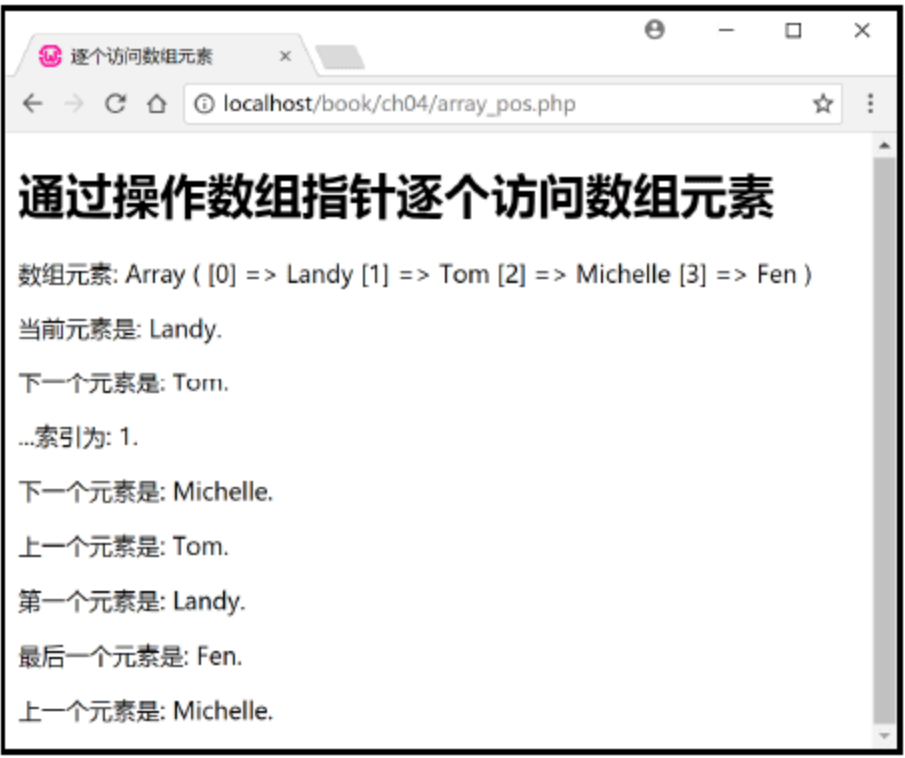 逐个访问数组元素
localhost/book/ch04/array_pos.php
通过操作数组指针逐个访问数组元素
数组元素: Array ( [0] => Landy [1] => Tom [2] => Michelle [3] => Fen )
当前元素是: Landy.
下一个元素是: Tom.
...索引为: 1.
下一个元素是: Michelle.
上一个元素是: Tom.
第一个元素是: Landy.
最后一个元素是: Fen.
上一个元素是: Michelle.